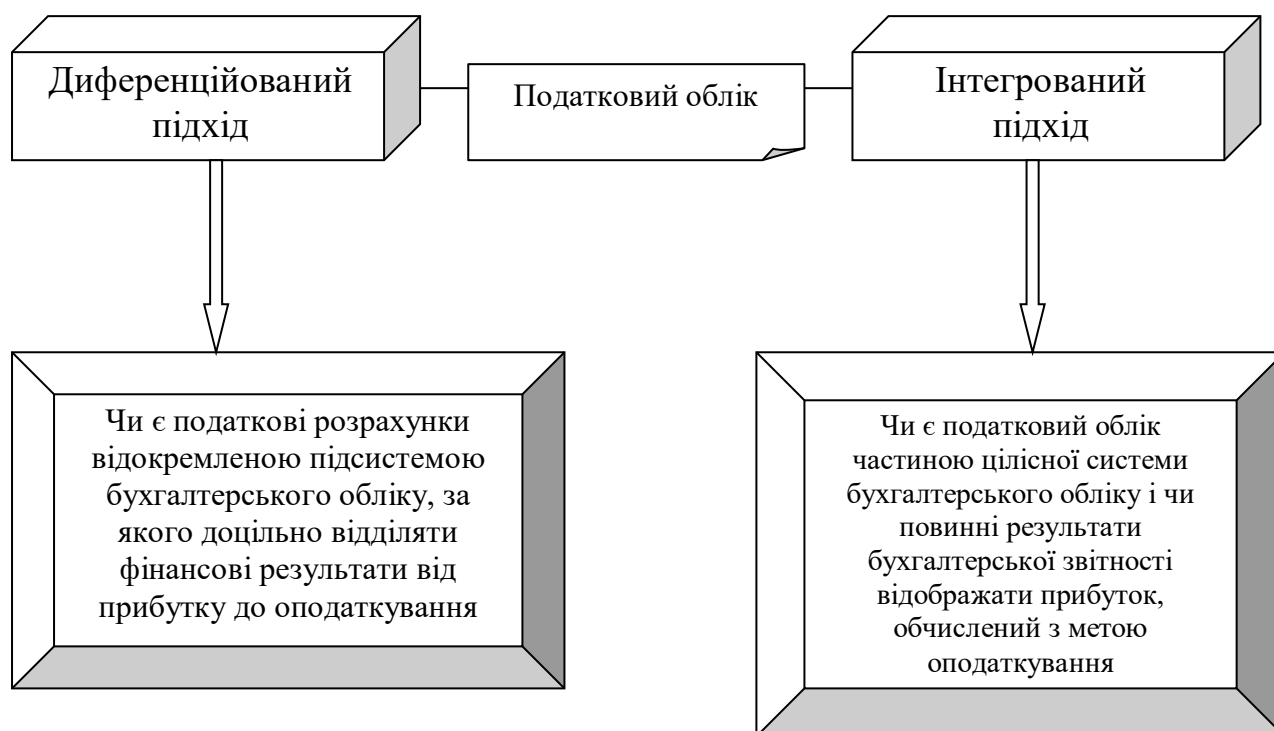 Диференційований
підхід
Податковий облік
Інтегрований
підхід
Чи є податкові розрахунки
відокремленою підсистемою
бухгалтерського обліку, за
якого доцільно відділяти
фінансові результати від
прибутку до оподаткування
Чи є податковий облік
частиною цілісної системи
бухгалтерського обліку і чи
повинні результати
бухгалтерської звітності
відображати прибуток,
обчислений з метою
оподаткування